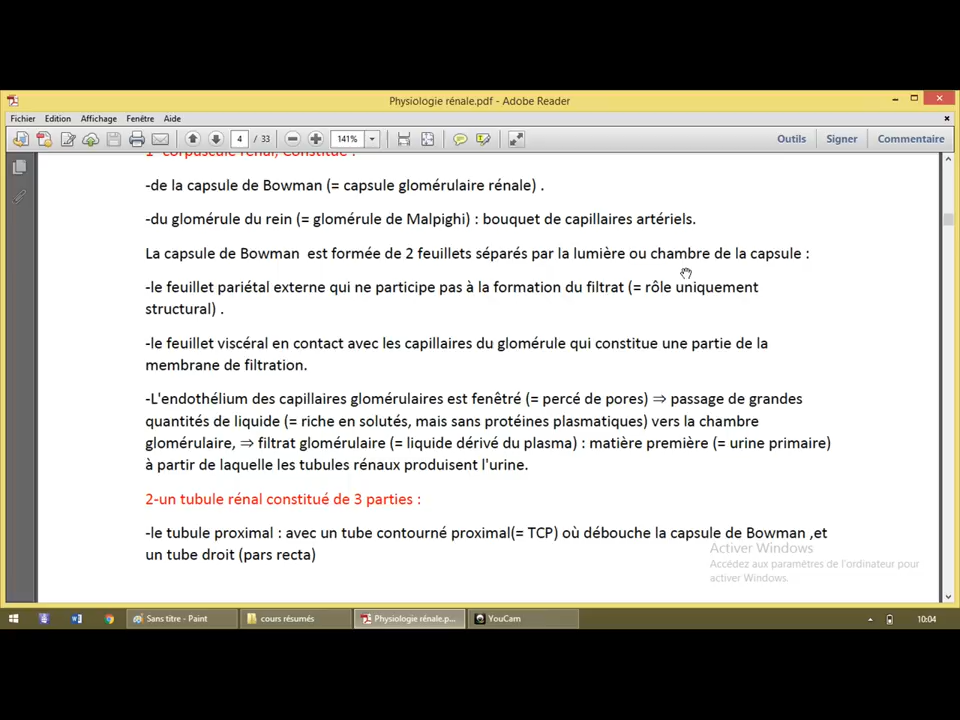 Physiologie rénale.pdf - Adobe Reader
Fichier Edition Affichage Fenêtre Aide
4 / 33 141% Outils Signer Commentaire
1- corpuscule rénal, Constitué :
-de la capsule de Bowman (= capsule glomérulaire rénale) .
-du glomérule du rein (= glomérule de Malpighi) : bouquet de capillaires artériels.
La capsule de Bowman est formée de 2 feuillets séparés par la lumière ou chambre de la capsule :
-le feuillet pariétal externe qui ne participe pas à la formation du filtrat (= rôle uniquement
structural) .
-le feuillet viscéral en contact avec les capillaires du glomérule qui constitue une partie de la
membrane de filtration.
-L'endothélium des capillaires glomérulaires est fenêtré (= percé de pores) ⇒ passage de grandes
quantités de liquide (= riche en solutés, mais sans protéines plasmatiques) vers la chambre
glomérulaire, ⇒ filtrat glomérulaire (= liquide dérivé du plasma) : matière première (= urine primaire)
à partir de laquelle les tubules rénaux produisent l'urine.
2-un tubule rénal constitué de 3 parties :
-le tubule proximal : avec un tube contourné proximal(= TCP) où débouche la capsule de Bowman ,et
un tube droit (pars recta)
Activer Windows
Accédez aux paramètres de l'ordinateur pour
activer Windows.
Sans titre - Paint cours résumés Physiologie rénale.p... YouCam 10:04